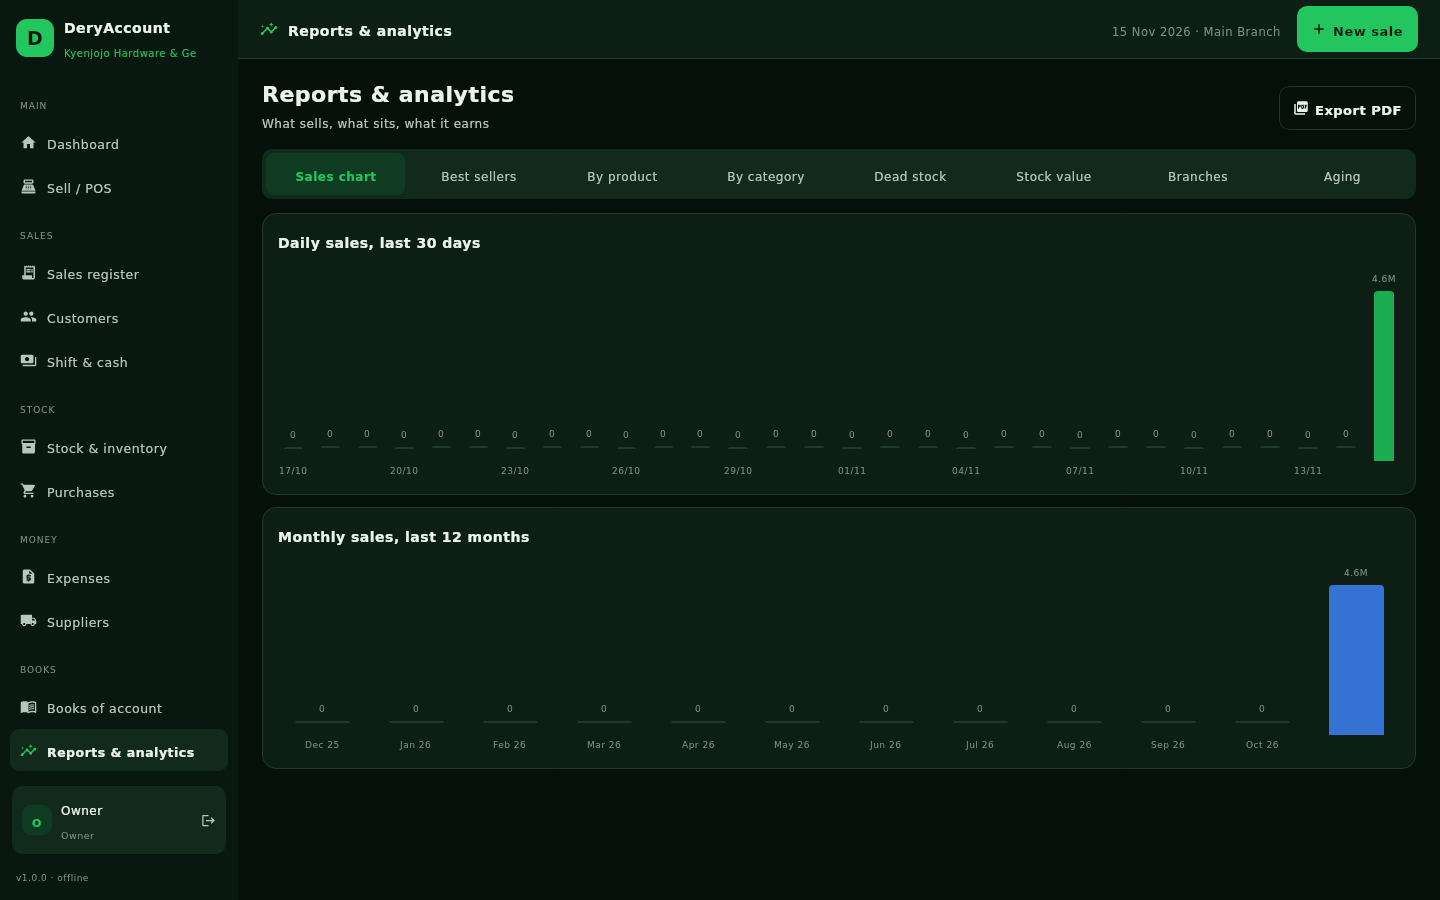 D
DeryAccount
Kyenjojo Hardware & Ge
MAIN
Dashboard
Sell / POS
SALES
Sales register
Customers
Shift & cash
STOCK
Stock & inventory
Purchases
MONEY
Expenses
Suppliers
BOOKS
Books of account
Reports & analytics
o
Owner
Owner
v1.0.0 · offline
Reports & analytics
15 Nov 2026 · Main Branch
+ New sale
Reports & analytics
What sells, what sits, what it earns
PDF Export PDF
Sales chart Best sellers By product By category Dead stock Stock value Branches Aging
Daily sales, last 30 days
4.6M
0 0 0 0 0 0 0 0 0 0 0 0 0 0 0 0 0 0 0 0 0 0 0 0 0 0 0 0 0
17/10 20/10 23/10 26/10 29/10 01/11 04/11 07/11 10/11 13/11
Monthly sales, last 12 months
4.6M
0 0 0 0 0 0 0 0 0 0 0
Dec 25 Jan 26 Feb 26 Mar 26 Apr 26 May 26 Jun 26 Jul 26 Aug 26 Sep 26 Oct 26